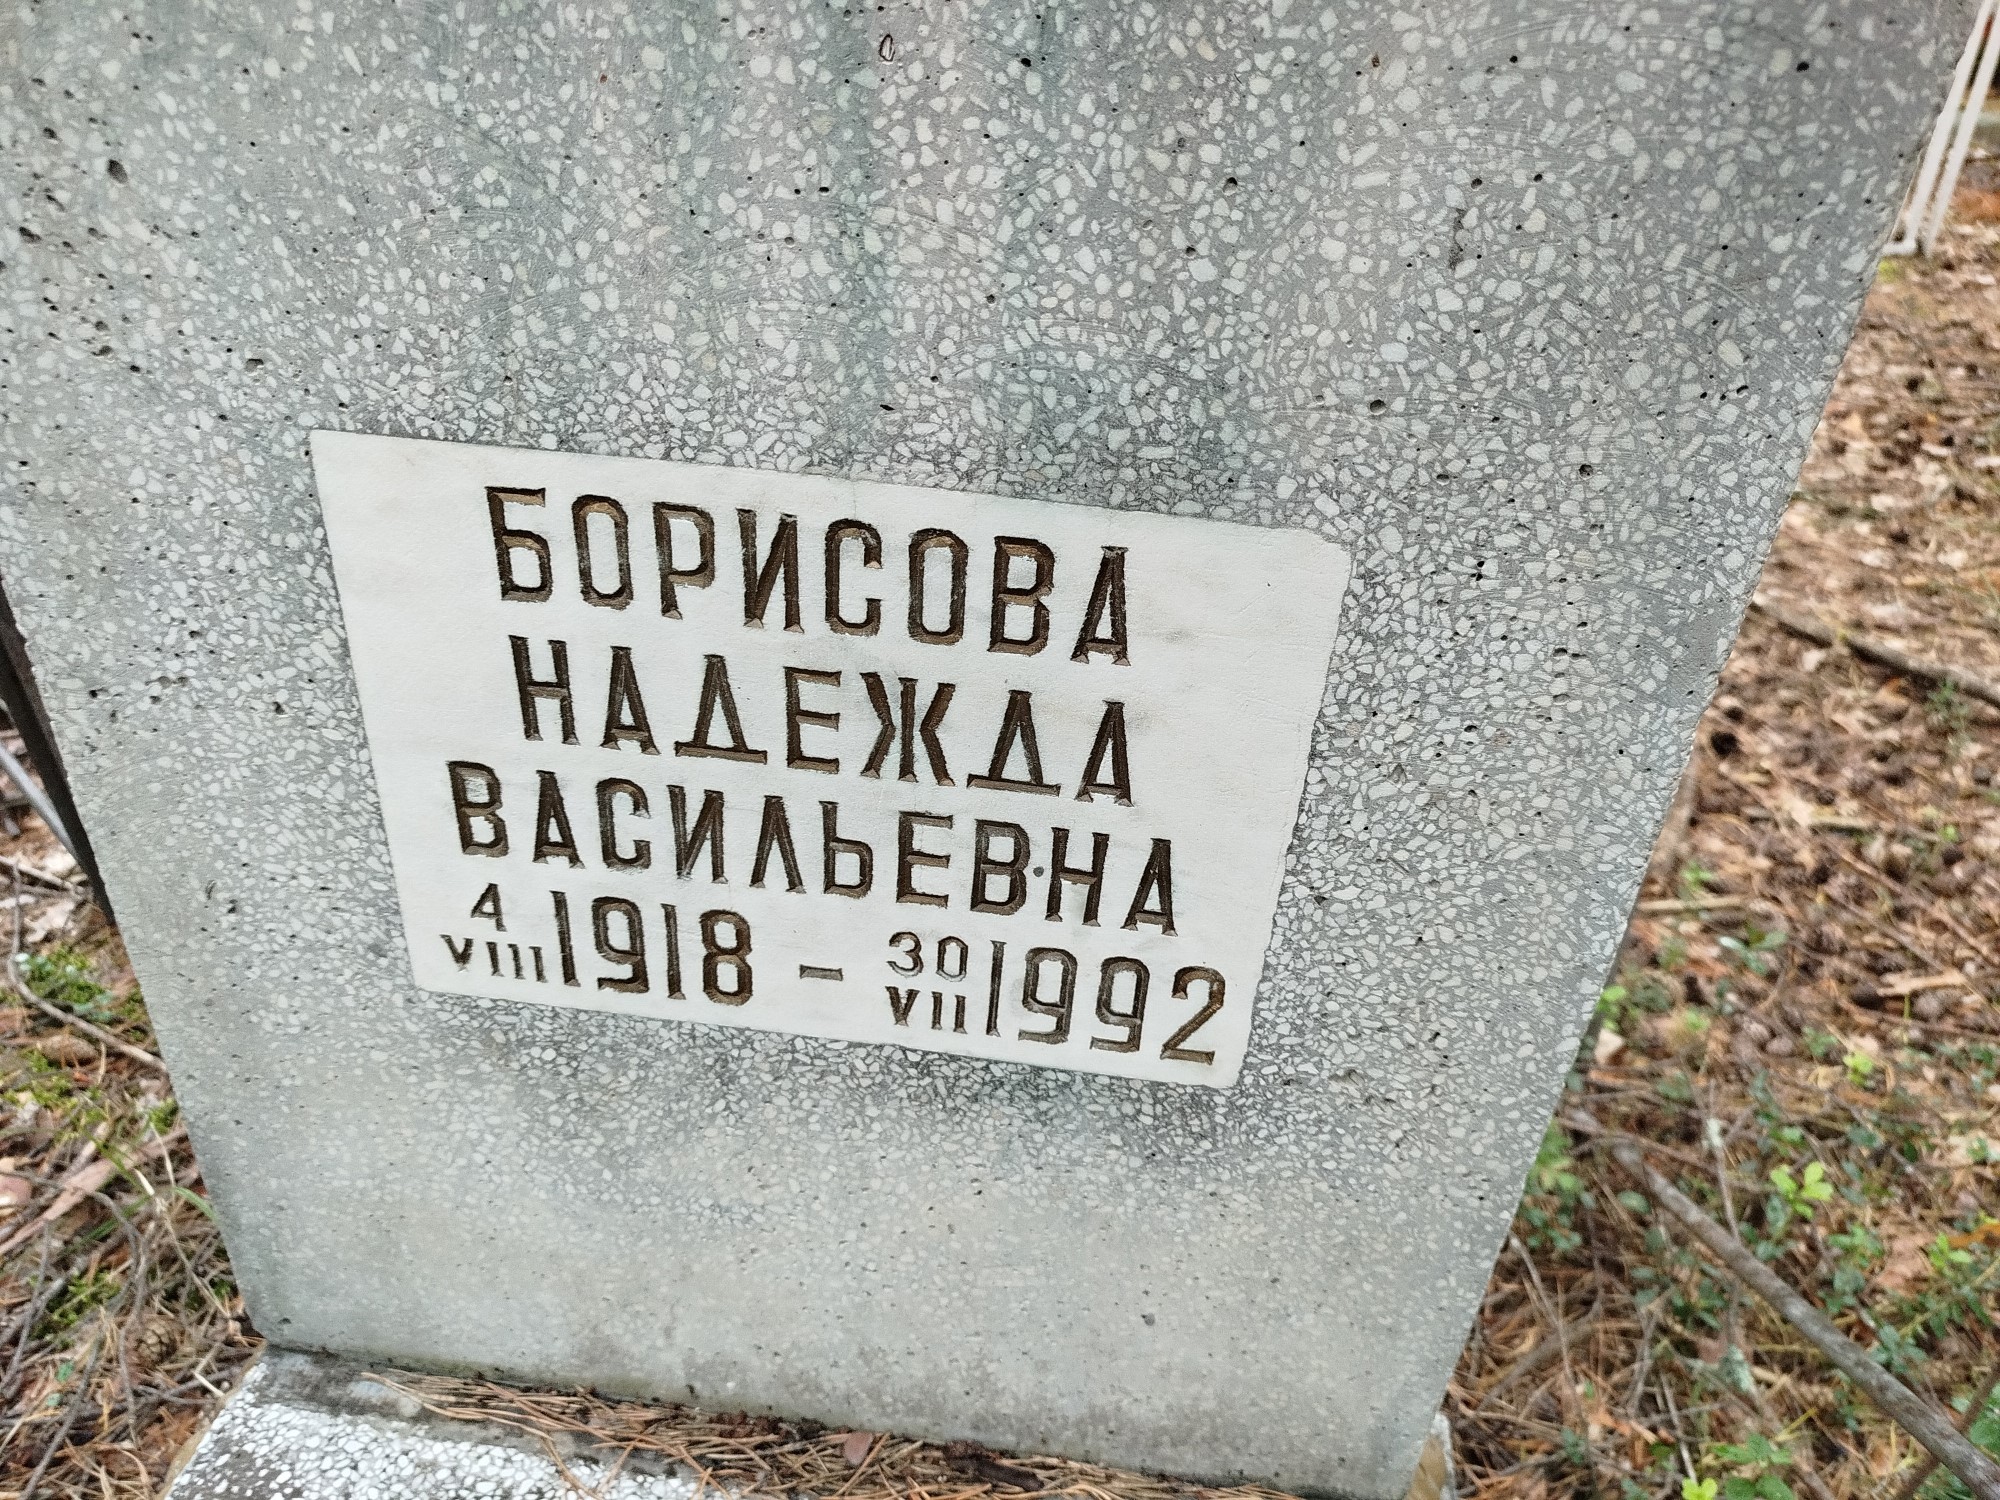 БОРИСОВА
НАДЕЖДА
ВАСИЛЬЕВНА
4 VIII 1918 – 30 VII 1992